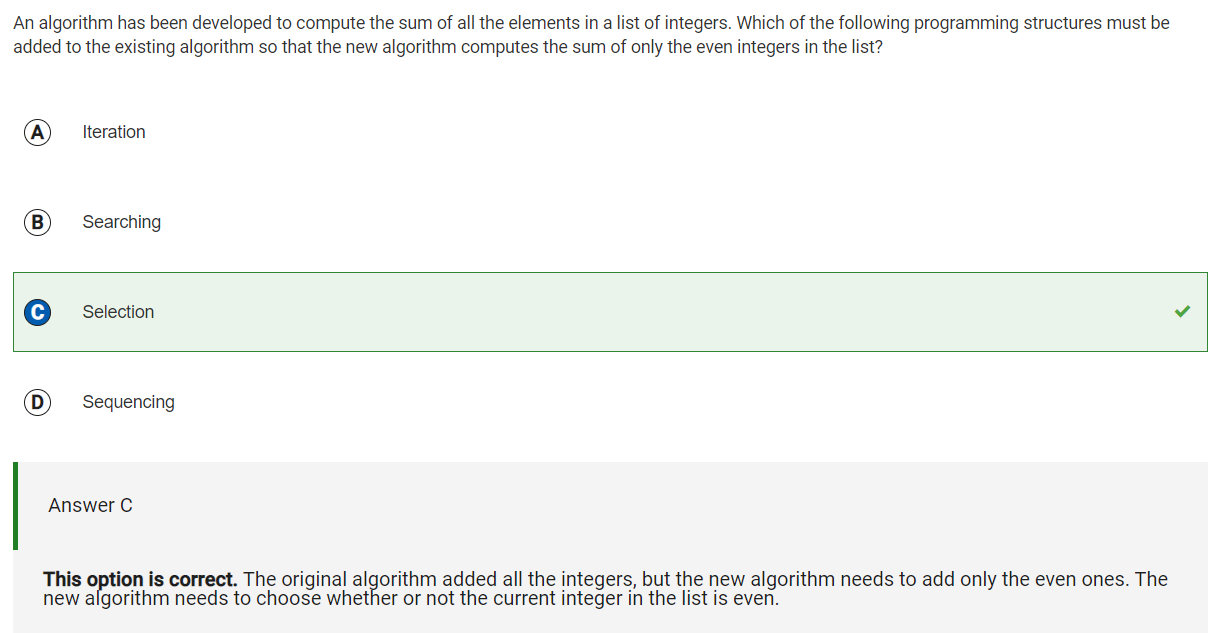 An algorithm has been developed to compute the sum of all the elements in a list of integers. Which of the following programming structures must be
added to the existing algorithm so that the new algorithm computes the sum of only the even integers in the list?
A Iteration
B Searching
C Selection
D Sequencing
Answer C
This option is correct. The original algorithm added all the integers, but the new algorithm needs to add only the even ones. The
new algorithm needs to choose whether or not the current integer in the list is even.